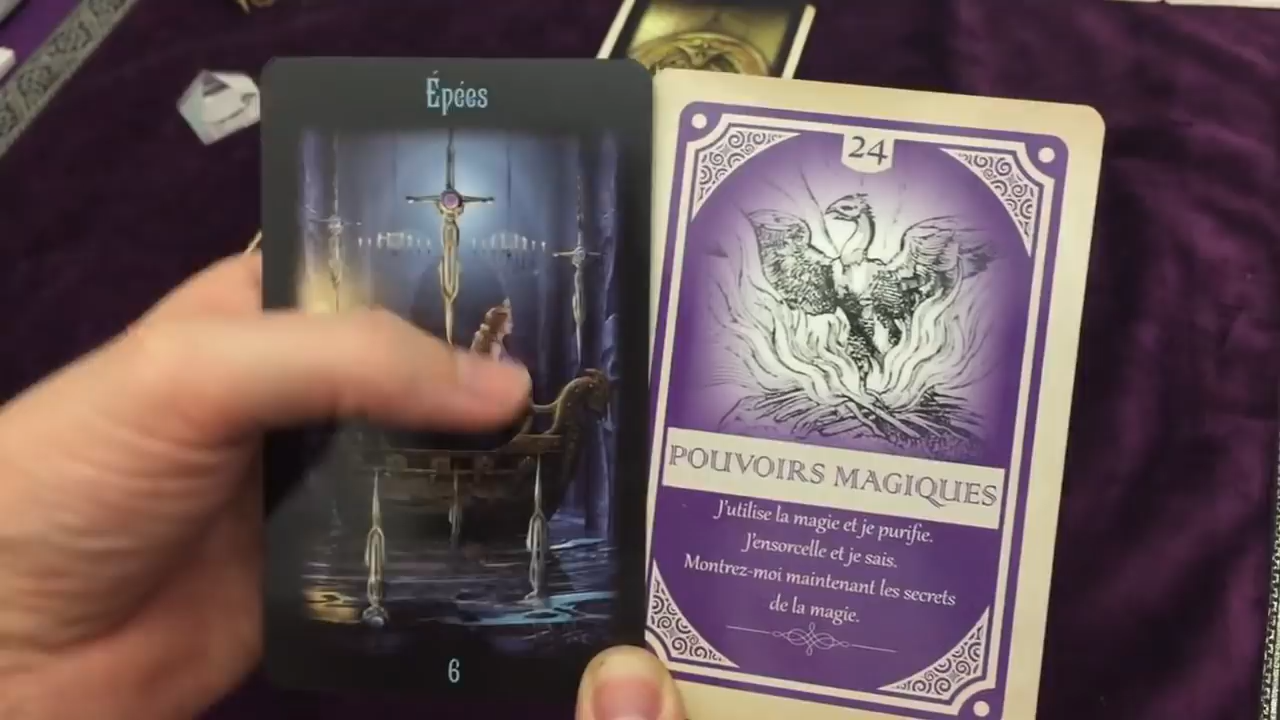 Épées
6
24
POUVOIRS MAGIQUES
J'utilise la magie et je purifie.
J'ensorcelle et je sais.
Montrez-moi maintenant les secrets
de la magie.